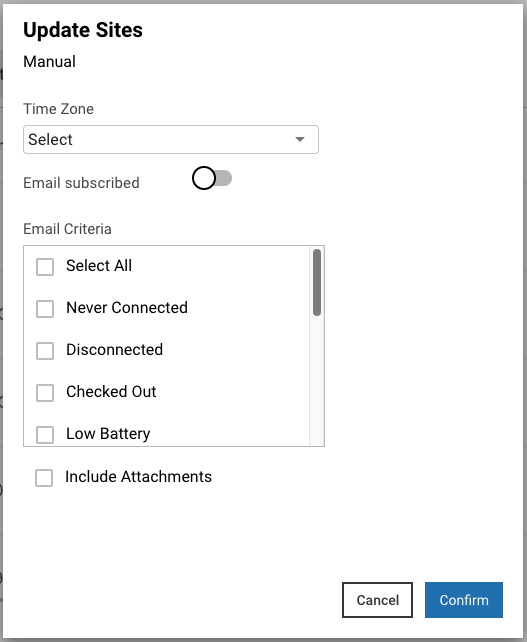 Update Sites
Manual
Time Zone
Select
Email subscribed
Email Criteria
Select All
Never Connected
Disconnected
Checked Out
Low Battery
Include Attachments
Cancel
Confirm